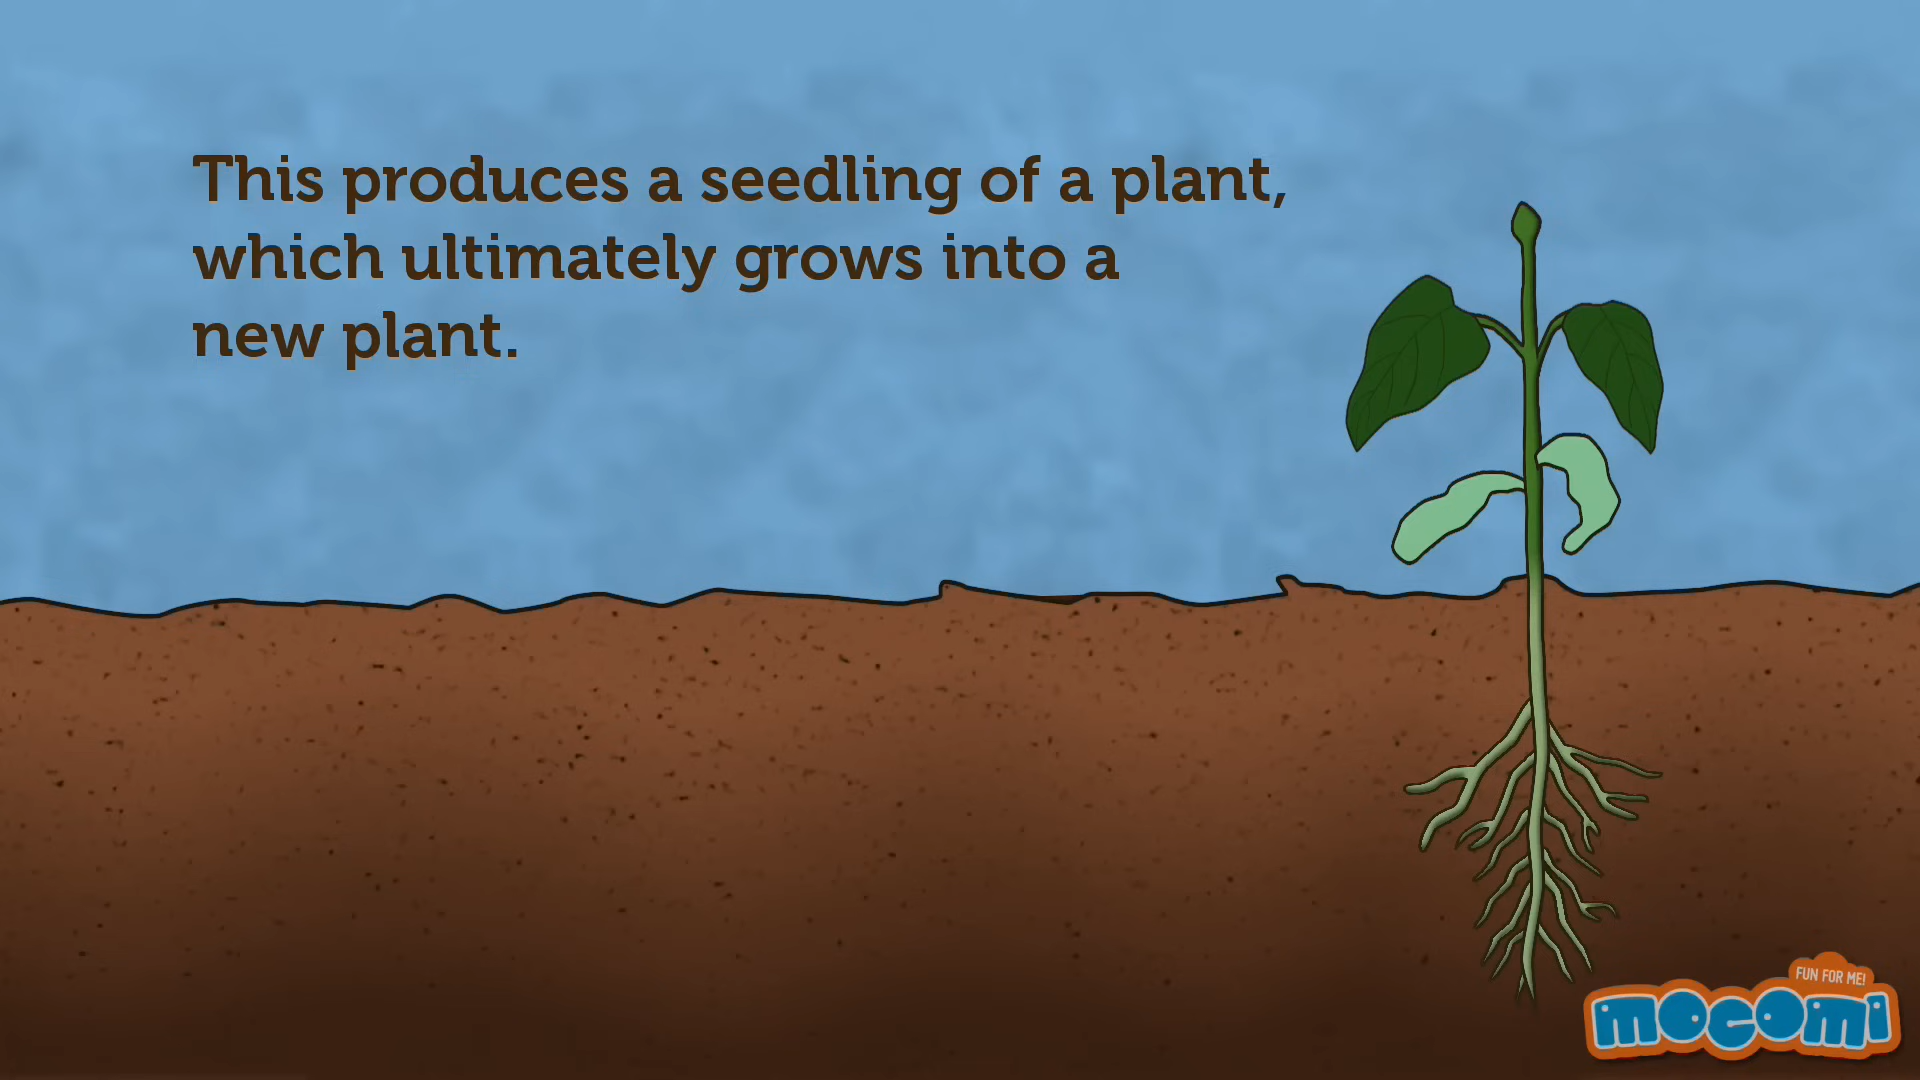 This produces a seedling of a plant,
which ultimately grows into a
new plant.
FUN FOR ME!
mocomi